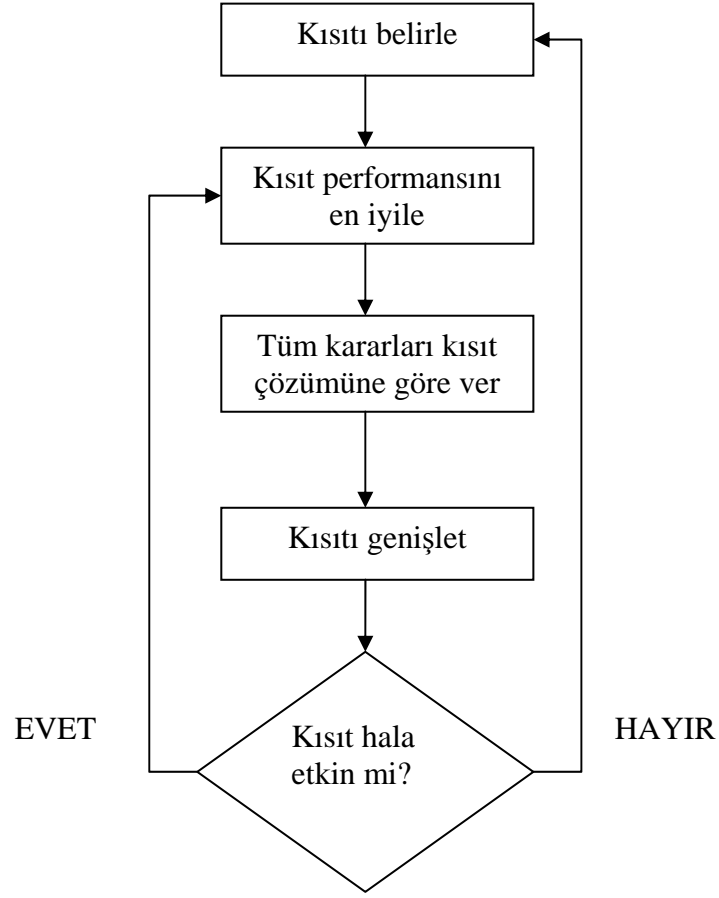 Kısıtı belirle
Kısıt performansını
en iyile
Tüm kararları kısıt
çözümüne göre ver
Kısıtı genişlet
EVET
Kısıt hala
etkin mi?
HAYIR